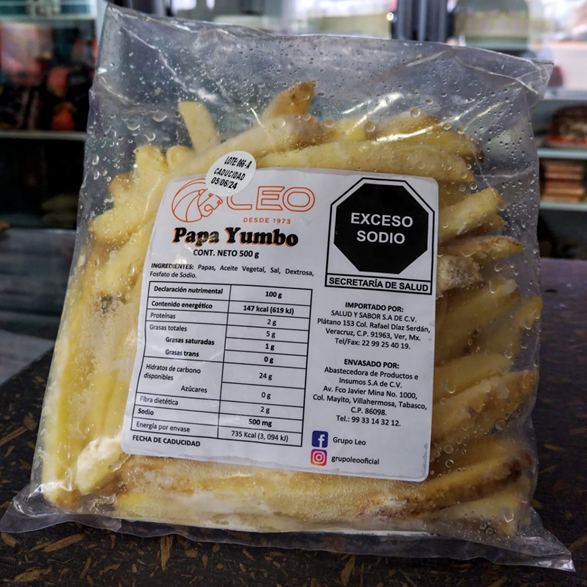 LOTE: 066-A
CADUCIDAD
05/06/24
LEO
DESDE 1973
Papa Yumbo
CONT. NETO 500 g
INGREDIENTES: Papas, Aceite Vegetal, Sal, Dextrosa,
Fosfato de Sodio.
Declaración nutrimental 100 g
Contenido energético 147 kcal (619 kJ)
Proteínas 2 g
Grasas totales 5 g
Grasas saturadas 1 g
Grasas trans 0 g
Hidratos de carbono
disponibles 24 g
Azúcares 0 g
Fibra dietética 2 g
Sodio 500 mg
Energía por envase 735 Kcal (3, 094 kJ)
FECHA DE CADUCIDAD
EXCESO
SODIO
SECRETARÍA DE SALUD
IMPORTADO POR:
SALUD Y SABOR S.A DE C.V.
Plátano 153 Col. Rafael Díaz Serdán,
Veracruz, C.P. 91963, Ver, Mx.
Tel/Fax: 22 99 25 40 19.
ENVASADO POR:
Abastecedora de Productos e
Insumos S.A de C.V.
Av. Fco Javier Mina No. 1000,
Col. Mayito, Villahermosa, Tabasco,
C.P. 86098.
Tel.: 99 33 14 32 12.
Grupo Leo
grupoleooficial